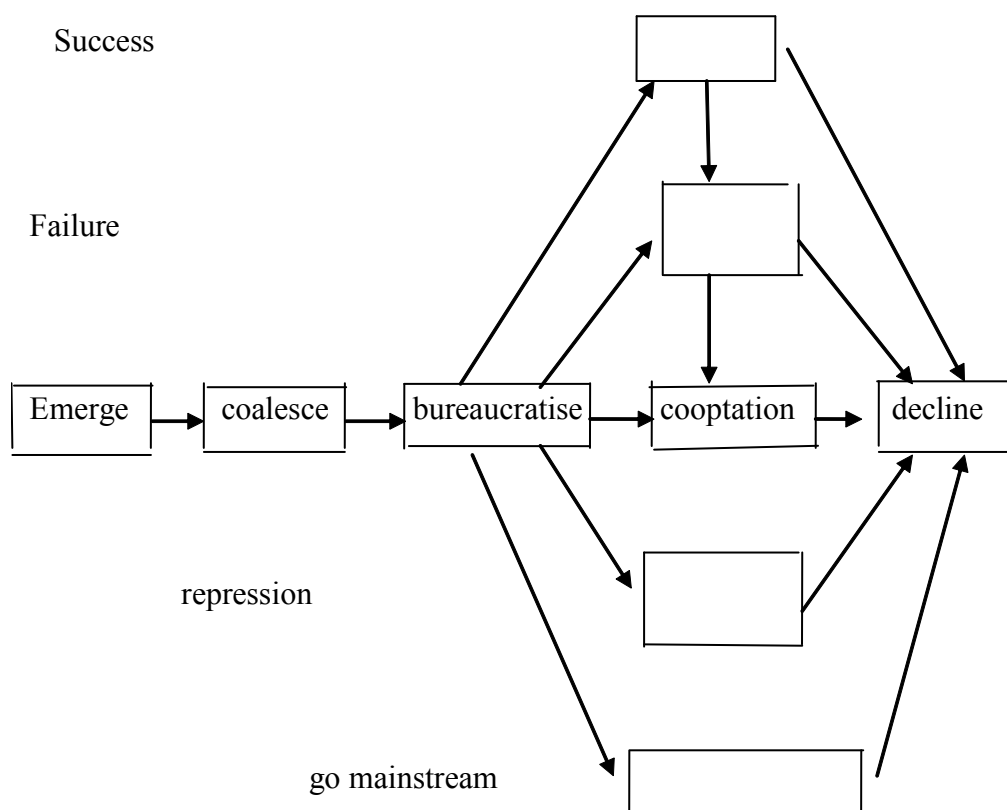 Success
Failure
Emerge coalesce bureaucratise cooptation decline
repression
go mainstream